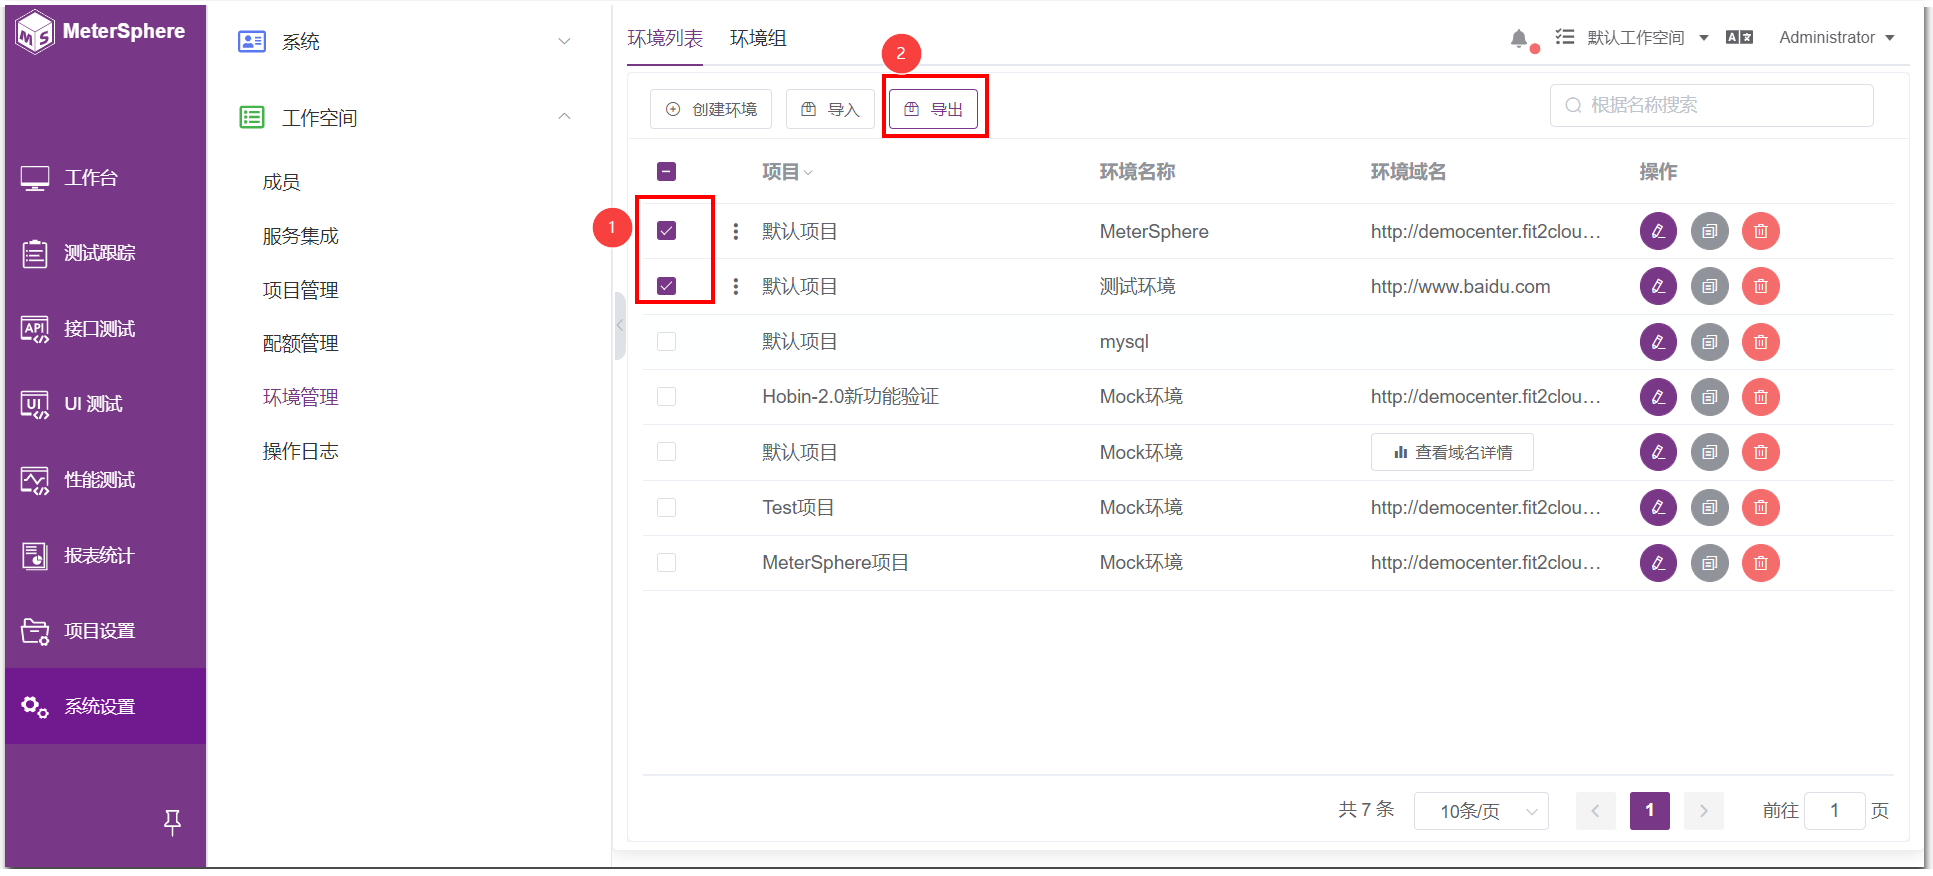 MeterSphere
工作台
测试跟踪
接口测试
UI 测试
性能测试
报表统计
项目设置
系统设置
系统
工作空间
成员
服务集成
项目管理
配额管理
环境管理
操作日志
环境列表 环境组
默认工作空间 Administrator
2
创建环境 导入 导出 根据名称搜索
项目 环境名称 环境域名 操作
1
默认项目 MeterSphere http://democenter.fit2clou...
默认项目 测试环境 http://www.baidu.com
默认项目 mysql
Hobin-2.0新功能验证 Mock环境 http://democenter.fit2clou...
默认项目 Mock环境 查看域名详情
Test项目 Mock环境 http://democenter.fit2clou...
MeterSphere项目 Mock环境 http://democenter.fit2clou...
共 7 条 10条/页 1 前往 1 页